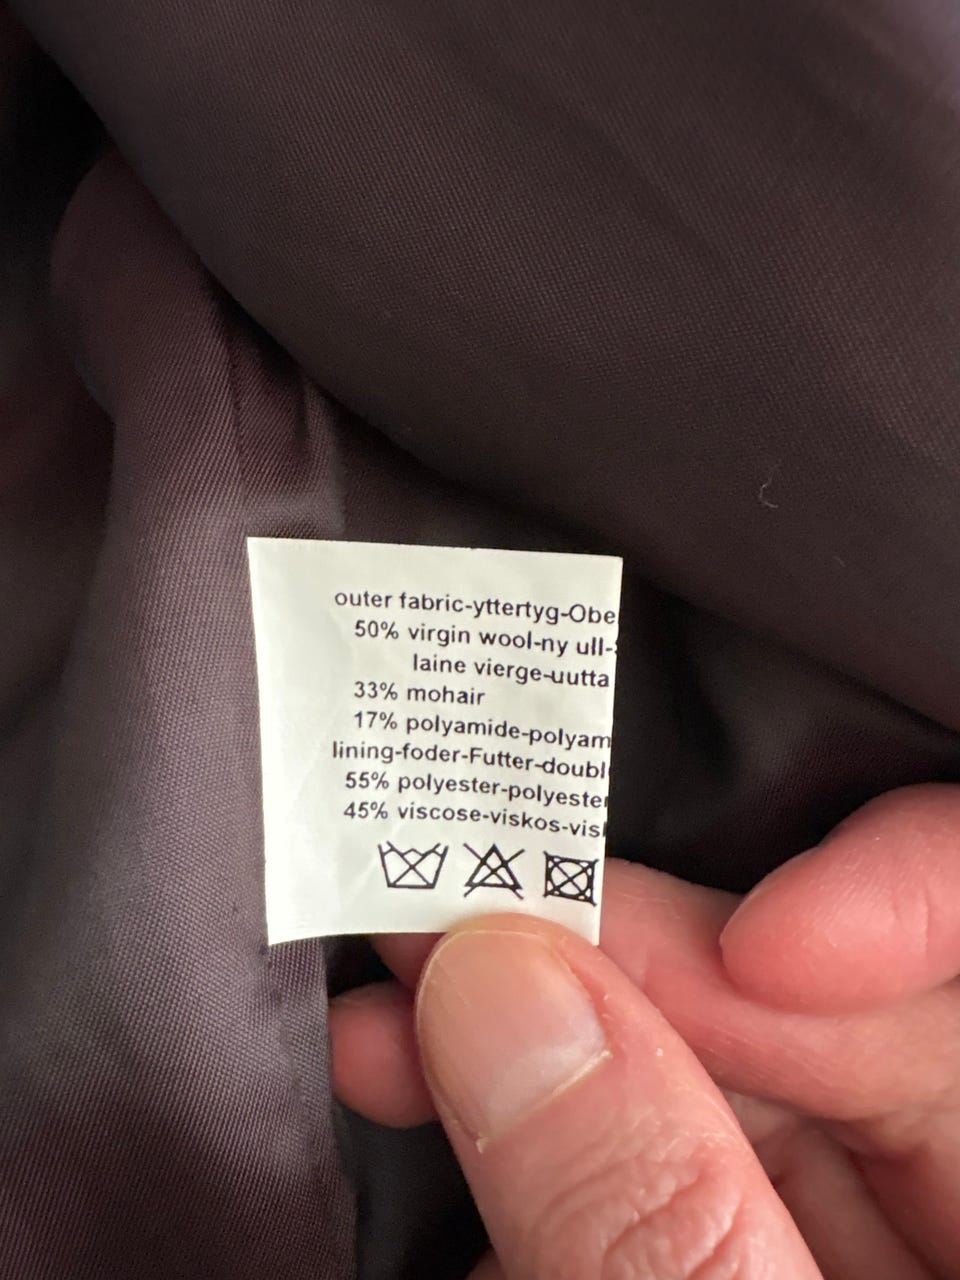 outer fabric-yttertyg-Obe
50% virgin wool-ny ull-
laine vierge-uutta
33% mohair
17% polyamide-polyam
lining-foder-Futter-doubl
55% polyester-polyester
45% viscose-viskos-vis